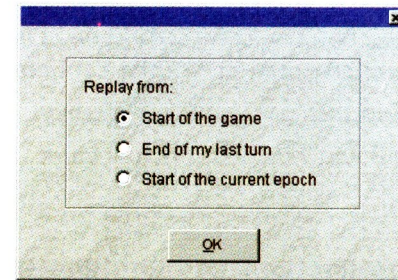 Replay from:
Start of the game
End of my last turn
Start of the current epoch
OK